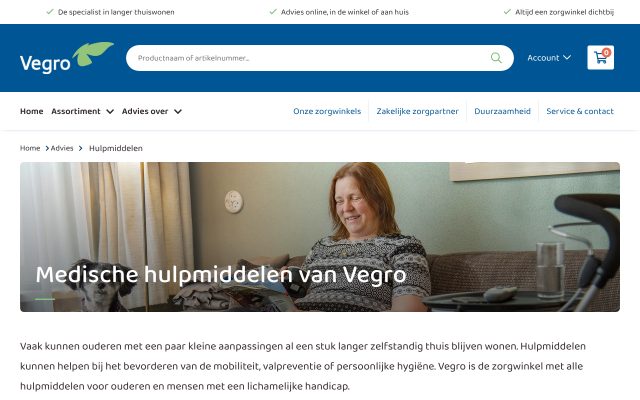 De specialist in langer thuiswonen
Advies online, in de winkel of aan huis
Altijd een zorgwinkel dichtbij
Vegro
Productnaam of artikelnummer...
Account
0
Home Assortiment Advies over Onze zorgwinkels Zakelijke zorgpartner Duurzaamheid Service & contact
Home Advies Hulpmiddelen
Medische hulpmiddelen van Vegro
Vaak kunnen ouderen met een paar kleine aanpassingen al een stuk langer zelfstandig thuis blijven wonen. Hulpmiddelen
kunnen helpen bij het bevorderen van de mobiliteit, valpreventie of persoonlijke hygiëne. Vegro is de zorgwinkel met alle
hulpmiddelen voor ouderen en mensen met een lichamelijke handicap.